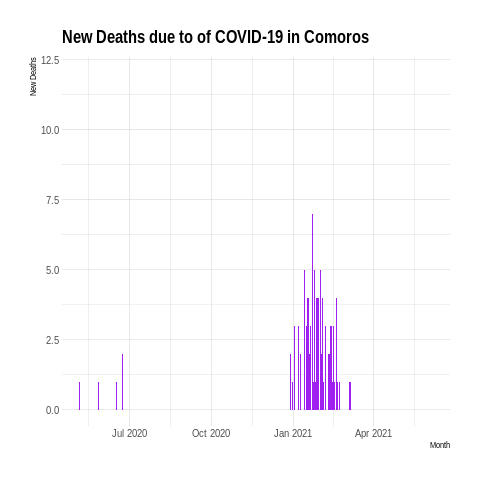 New Deaths due to of COVID-19 in Comoros
New Deaths
12.5
10.0
7.5
5.0
2.5
0.0
Jul 2020 Oct 2020 Jan 2021 Apr 2021
Month